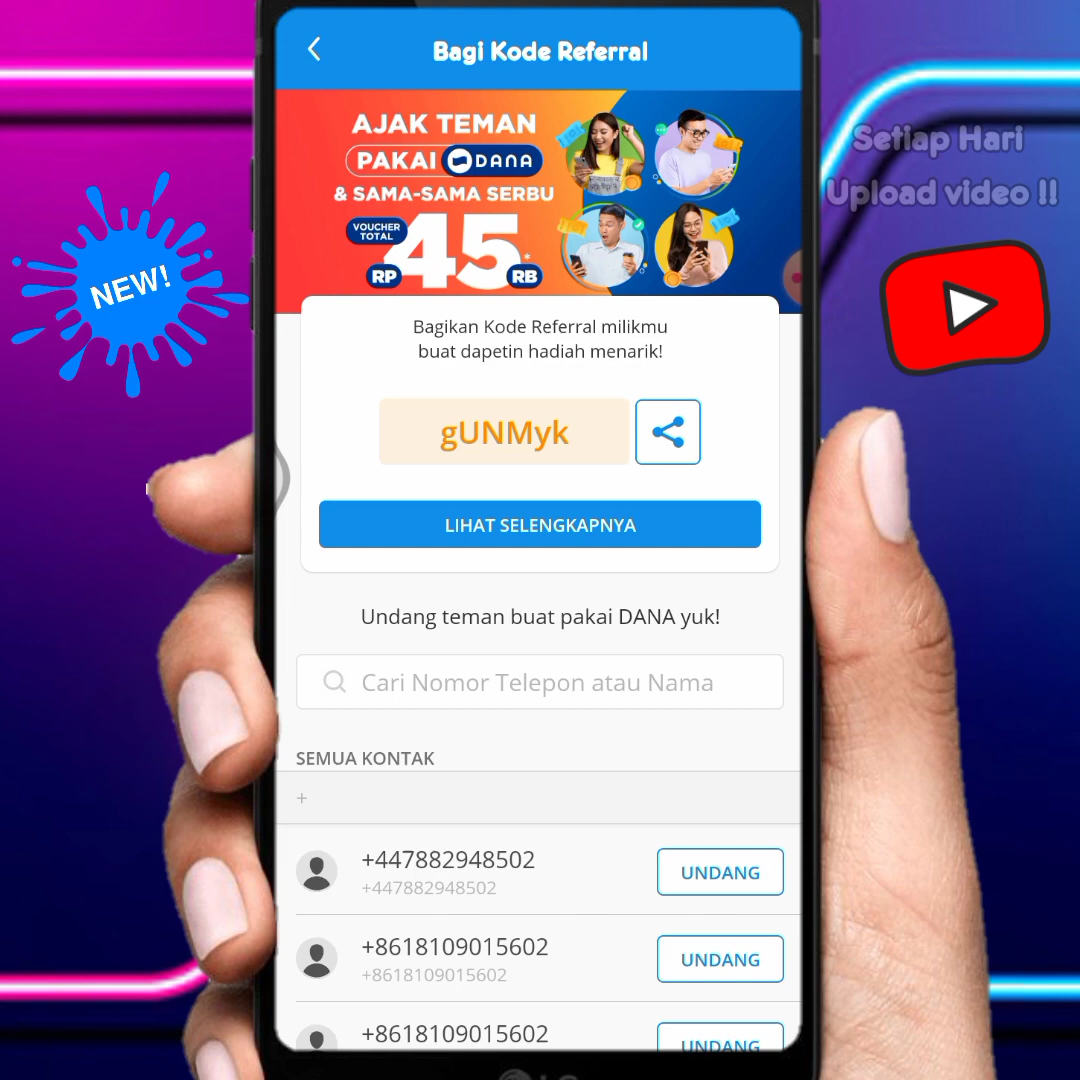 Bagi Kode Referral
AJAK TEMAN
PAKAI DANA
& SAMA-SAMA SERBU
VOUCHER
TOTAL
RP 45* RB
Setiap Hari
Upload video !!
NEW!
Bagikan Kode Referral milikmu
buat dapetin hadiah menarik!
gUNMyk
LIHAT SELENGKAPNYA
Undang teman buat pakai DANA yuk!
Cari Nomor Telepon atau Nama
SEMUA KONTAK
+
+447882948502
+447882948502
UNDANG
+8618109015602
+8618109015602
UNDANG
+8618109015602
UNDANG